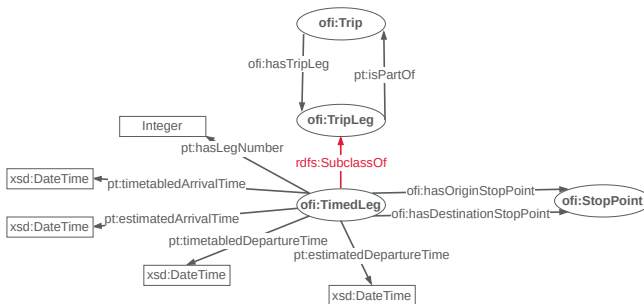 ofi:Trip
ofi:hasTripLeg
pt:isPartOf
ofi:TripLeg
Integer
pt:hasLegNumber
rdfs:SubclassOf
xsd:DateTime
pt:timetabledArrivalTime
ofi:hasOriginStopPoint
ofi:StopPoint
ofi:TimedLeg
ofi:hasDestinationStopPoint
xsd:DateTime
pt:estimatedArrivalTime
pt:timetabledDepartureTime
pt:estimatedDepartureTime
xsd:DateTime
xsd:DateTime